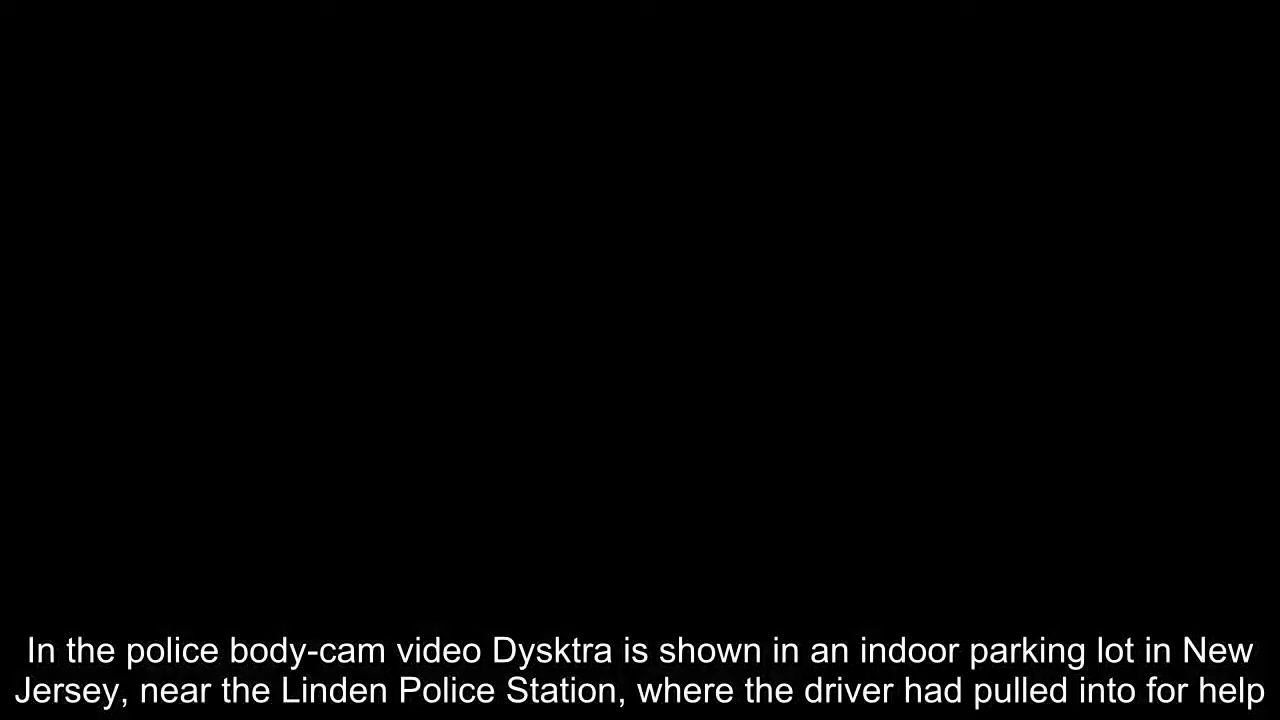 In the police body-cam video Dysktra is shown in an indoor parking lot in New
Jersey, near the Linden Police Station, where the driver had pulled into for help